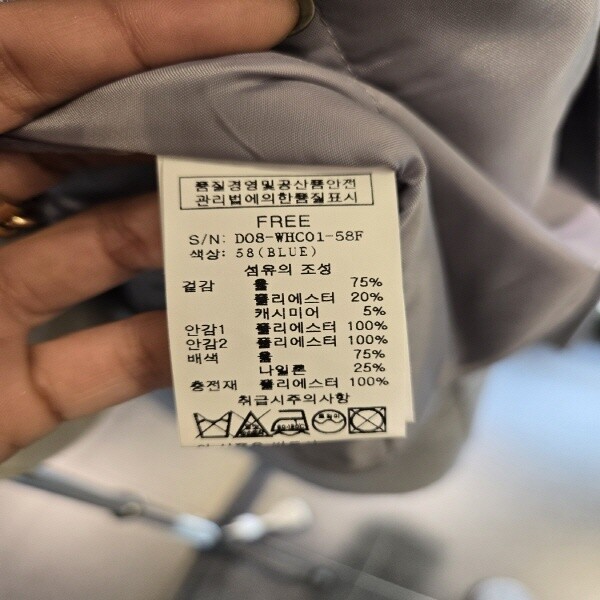 품질경영및공산품안전
관리법에의한품질표시
FREE
S/N: D08-WHC01-58F
색상: 58(BLUE)
섬유의 조성
겉감 울 75%
폴리에스터 20%
캐시미어 5%
안감1 폴리에스터 100%
안감2 폴리에스터 100%
배색 울 75%
나일론 25%
충전재 폴리에스터 100%
취급시주의사항